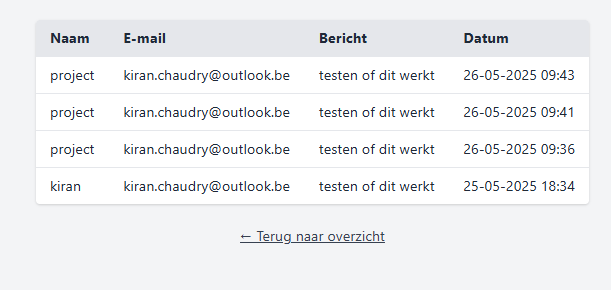 Naam E-mail Bericht Datum
project kiran.chaudry@outlook.be testen of dit werkt 26-05-2025 09:43
project kiran.chaudry@outlook.be testen of dit werkt 26-05-2025 09:41
project kiran.chaudry@outlook.be testen of dit werkt 26-05-2025 09:36
kiran kiran.chaudry@outlook.be testen of dit werkt 25-05-2025 18:34
← Terug naar overzicht